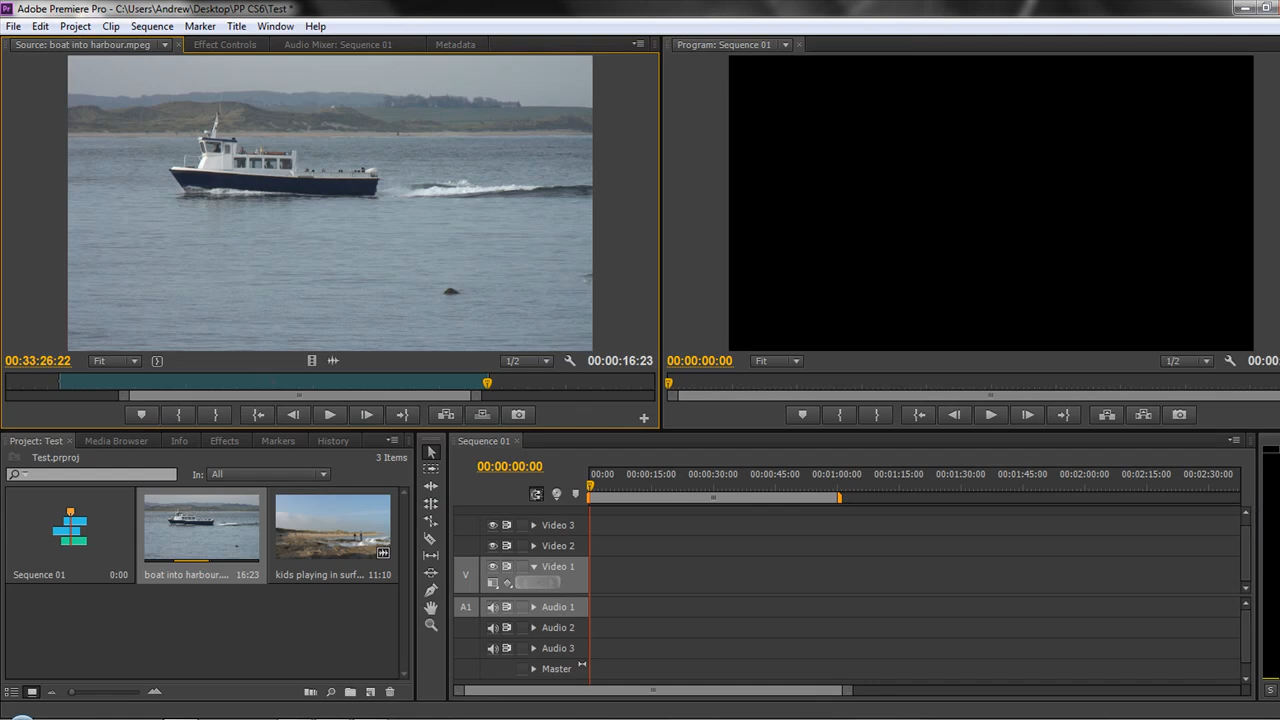 Pr Adobe Premiere Pro - C:\Users\Andrew\Desktop\PP CS6\Test *
File Edit Project Clip Sequence Marker Title Window Help
Source: boat into harbour.mpeg Effect Controls Audio Mixer: Sequence 01 Metadata
Program: Sequence 01
00:33:26:22 Fit 1/2 00:00:16:23
00:00:00:00 Fit 1/2 00:00:
Project: Test Media Browser Info Effects Markers History
Test.prproj 3 Items
In: All
Sequence 01 0:00
boat into harbour.... 16:23
kids playing in surf... 11:10
Sequence 01
00:00:00:00
00:00 00:00:15:00 00:00:30:00 00:00:45:00 00:01:00:00 00:01:15:00 00:01:30:00 00:01:45:00 00:02:00:00 00:02:15:00 00:02:30:00
Video 3
Video 2
V Video 1
A1 Audio 1
Audio 2
Audio 3
Master
S